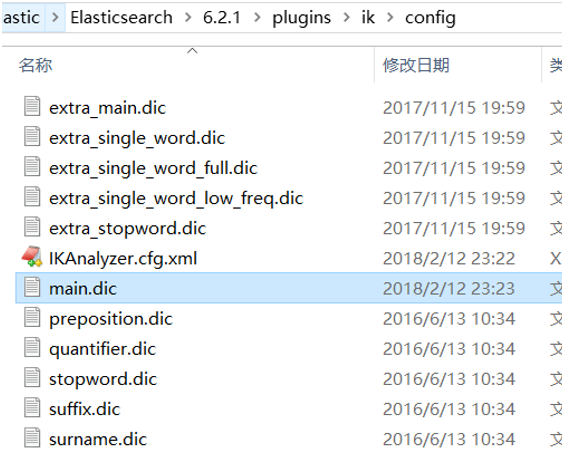 astic > Elasticsearch > 6.2.1 > plugins > ik > config
名称 修改日期 类
extra_main.dic 2017/11/15 19:59 文
extra_single_word.dic 2017/11/15 19:59 文
extra_single_word_full.dic 2017/11/15 19:59 文
extra_single_word_low_freq.dic 2017/11/15 19:59 文
extra_stopword.dic 2017/11/15 19:59 文
IKAnalyzer.cfg.xml 2018/2/12 23:22 X
main.dic 2018/2/12 23:23 文
preposition.dic 2016/6/13 10:34 文
quantifier.dic 2016/6/13 10:34 文
stopword.dic 2016/6/13 10:34 文
suffix.dic 2016/6/13 10:34 文
surname.dic 2016/6/13 10:34 文